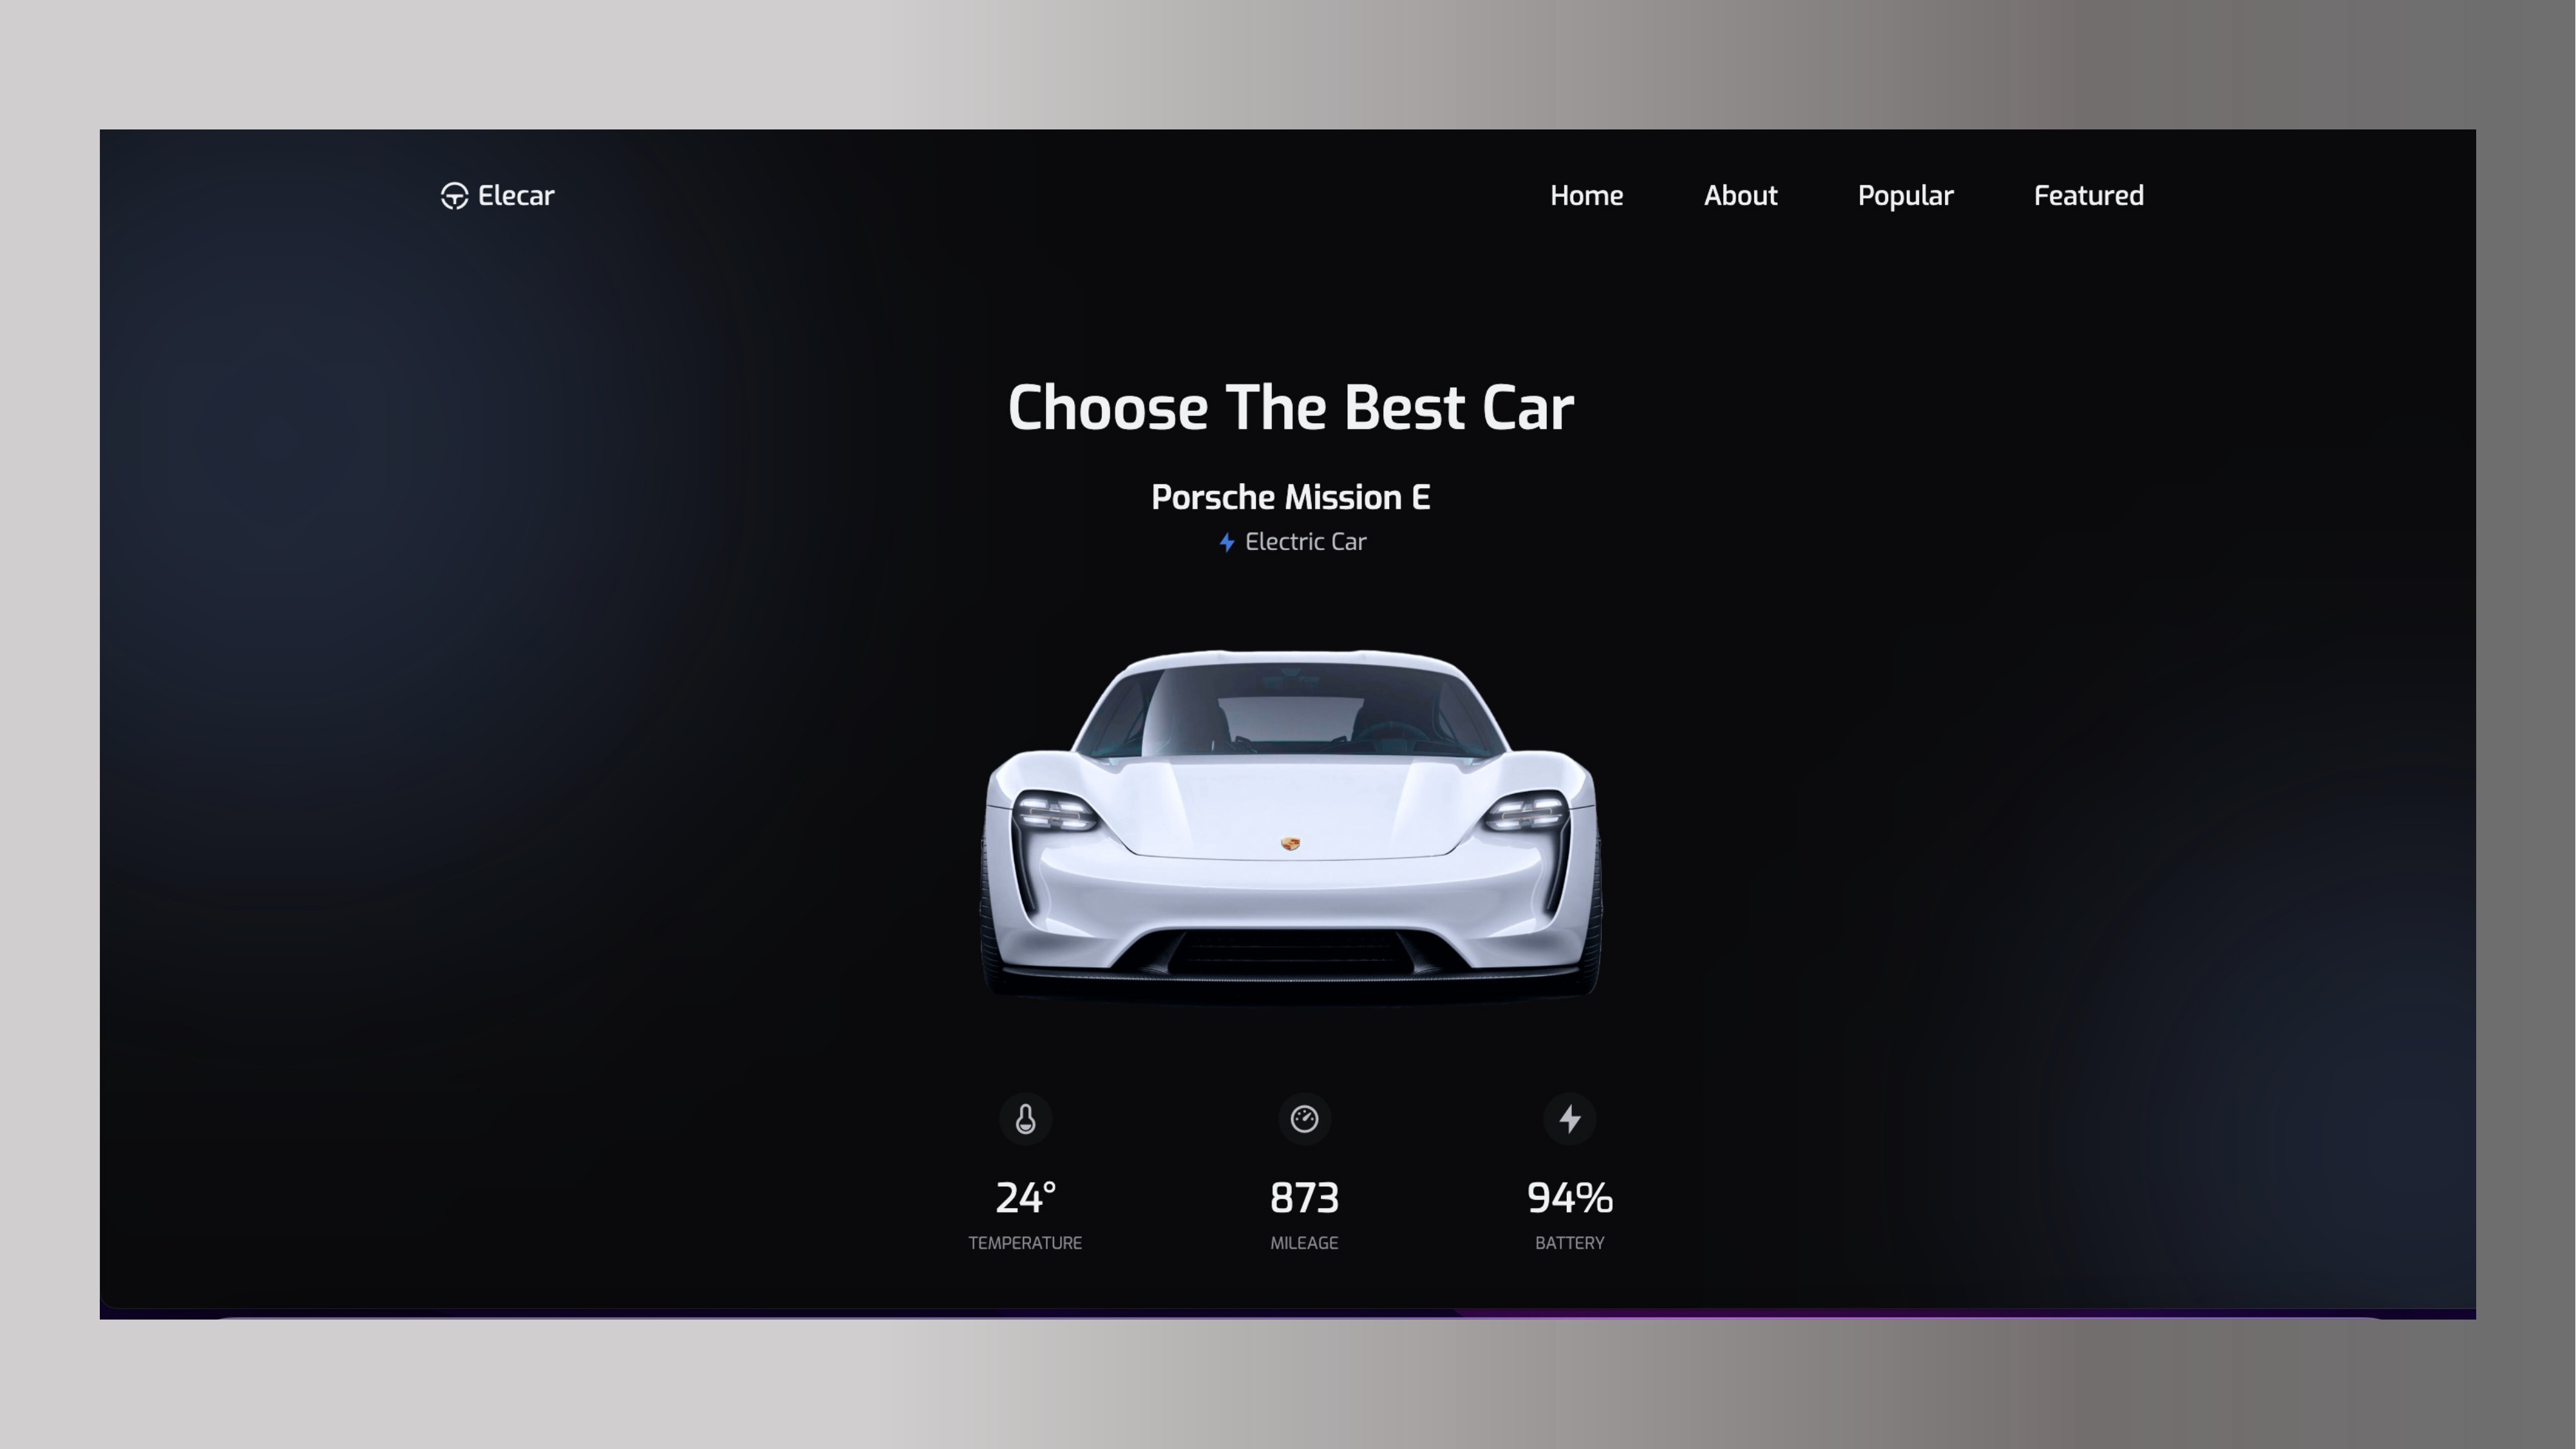 Elecar
Home About Popular Featured
Choose The Best Car
Porsche Mission E
Electric Car
24° 873 94%
TEMPERATURE MILEAGE BATTERY